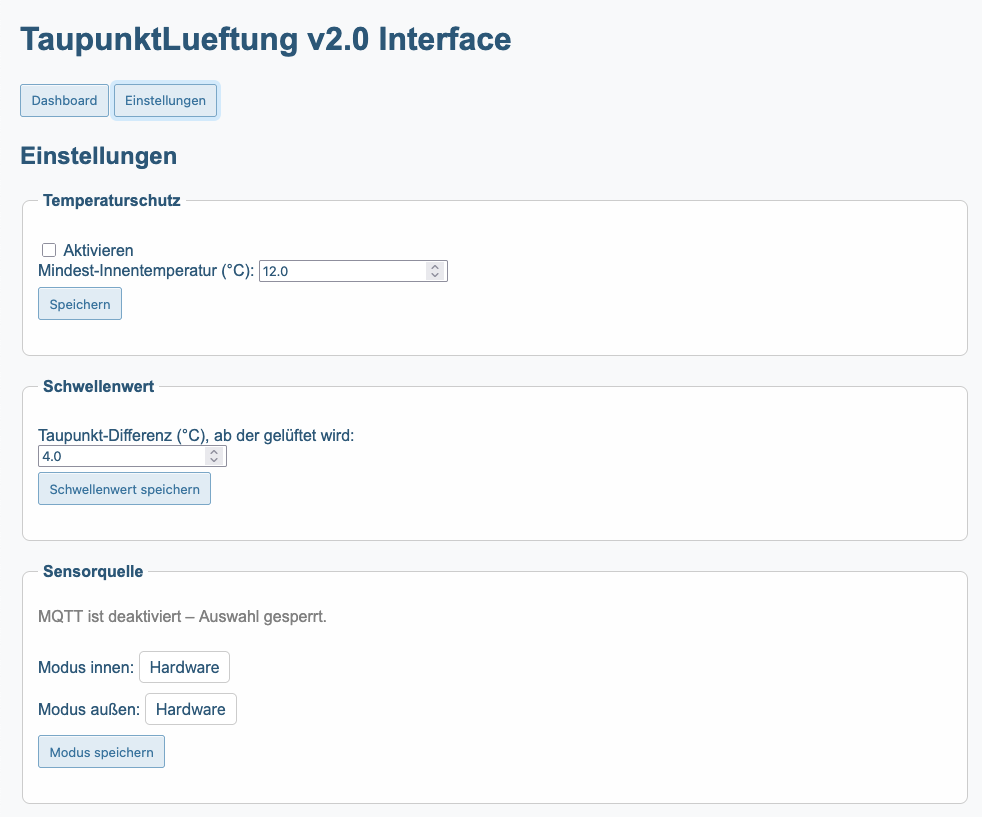 TaupunktLueftung v2.0 Interface
Dashboard Einstellungen
Einstellungen
Temperaturschutz
Aktivieren
Mindest-Innentemperatur (°C): 12.0
Speichern
Schwellenwert
Taupunkt-Differenz (°C), ab der gelüftet wird:
4.0
Schwellenwert speichern
Sensorquelle
MQTT ist deaktiviert – Auswahl gesperrt.
Modus innen: Hardware
Modus außen: Hardware
Modus speichern